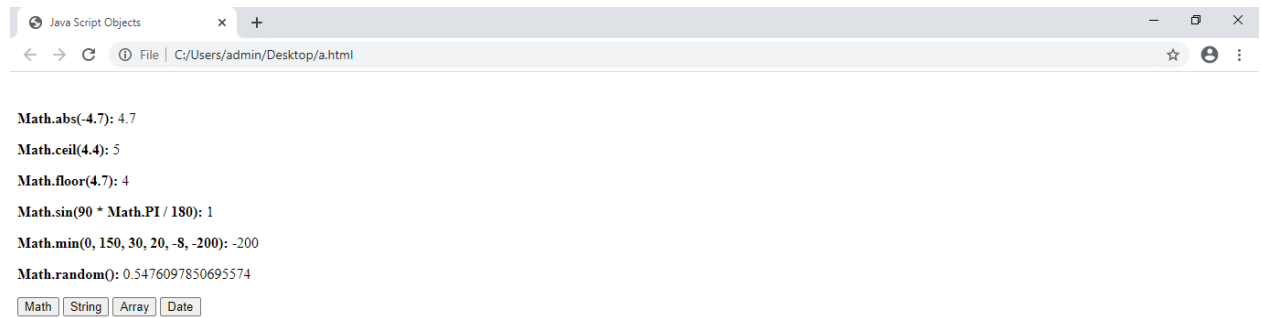 Java Script Objects
File | C:/Users/admin/Desktop/a.html
Math.abs(-4.7): 4.7
Math.ceil(4.4): 5
Math.floor(4.7): 4
Math.sin(90 * Math.PI / 180): 1
Math.min(0, 150, 30, 20, -8, -200): -200
Math.random(): 0.5476097850695574
Math String Array Date